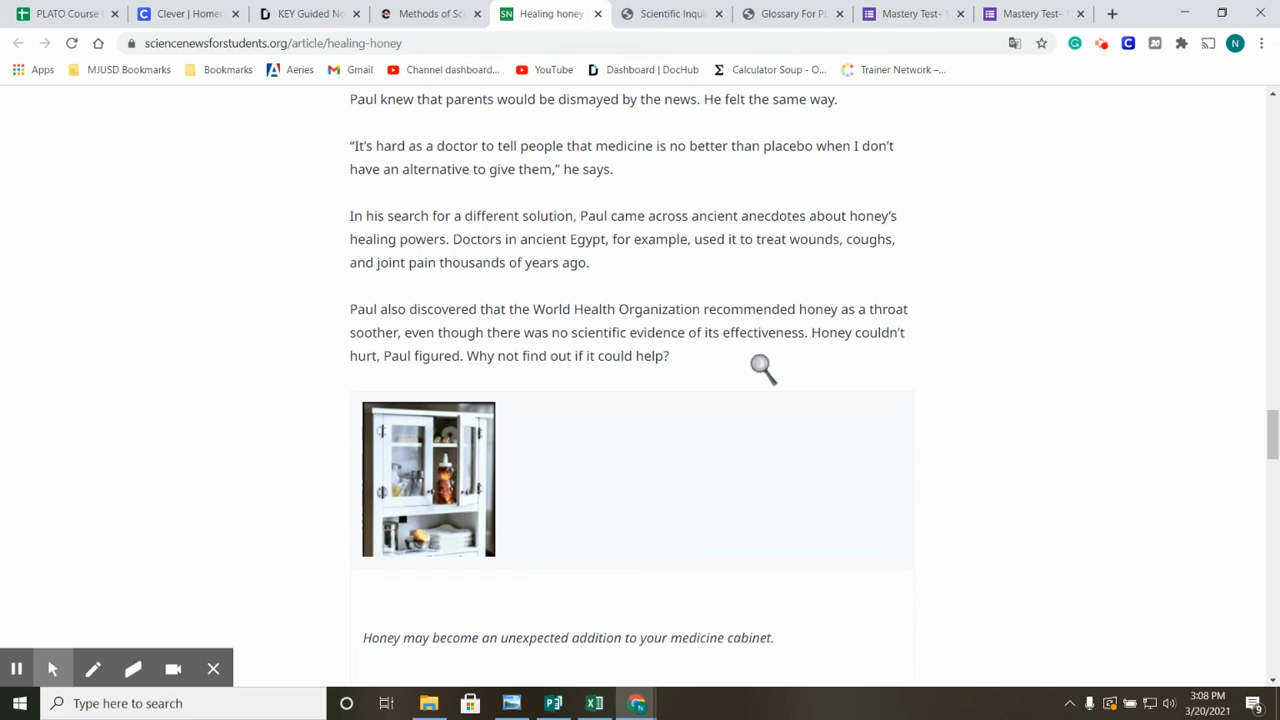 PLATO Course
Clever | Home
KEY Guided No
Methods of Sci
Healing honey
Scientific Inqui
Glossary For P
Mastery Test- 1
Mastery Test- 1
sciencenewsforstudents.org/article/healing-honey
Apps
MJUSD Bookmarks
Bookmarks
Aeries
Gmail
Channel dashboard...
YouTube
Dashboard | DocHub
Calculator Soup - O...
Trainer Network –...
Paul knew that parents would be dismayed by the news. He felt the same way.
“It’s hard as a doctor to tell people that medicine is no better than placebo when I don’t
have an alternative to give them,” he says.
In his search for a different solution, Paul came across ancient anecdotes about honey’s
healing powers. Doctors in ancient Egypt, for example, used it to treat wounds, coughs,
and joint pain thousands of years ago.
Paul also discovered that the World Health Organization recommended honey as a throat
soother, even though there was no scientific evidence of its effectiveness. Honey couldn’t
hurt, Paul figured. Why not find out if it could help?
Honey may become an unexpected addition to your medicine cabinet.
Type here to search
3:08 PM
3/20/2021